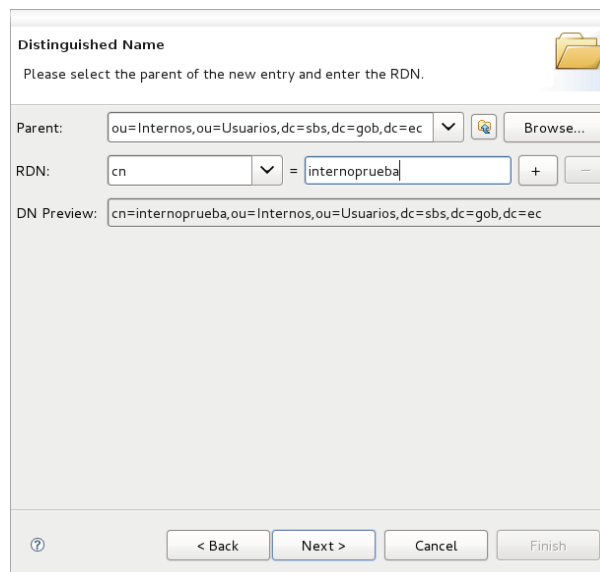 Distinguished Name
Please select the parent of the new entry and enter the RDN.
Parent: ou=Internos,ou=Usuarios,dc=sbs,dc=gob,dc=ec Browse...
RDN: cn = internoprueba + −
DN Preview: cn=internoprueba,ou=Internos,ou=Usuarios,dc=sbs,dc=gob,dc=ec
? < Back Next > Cancel Finish